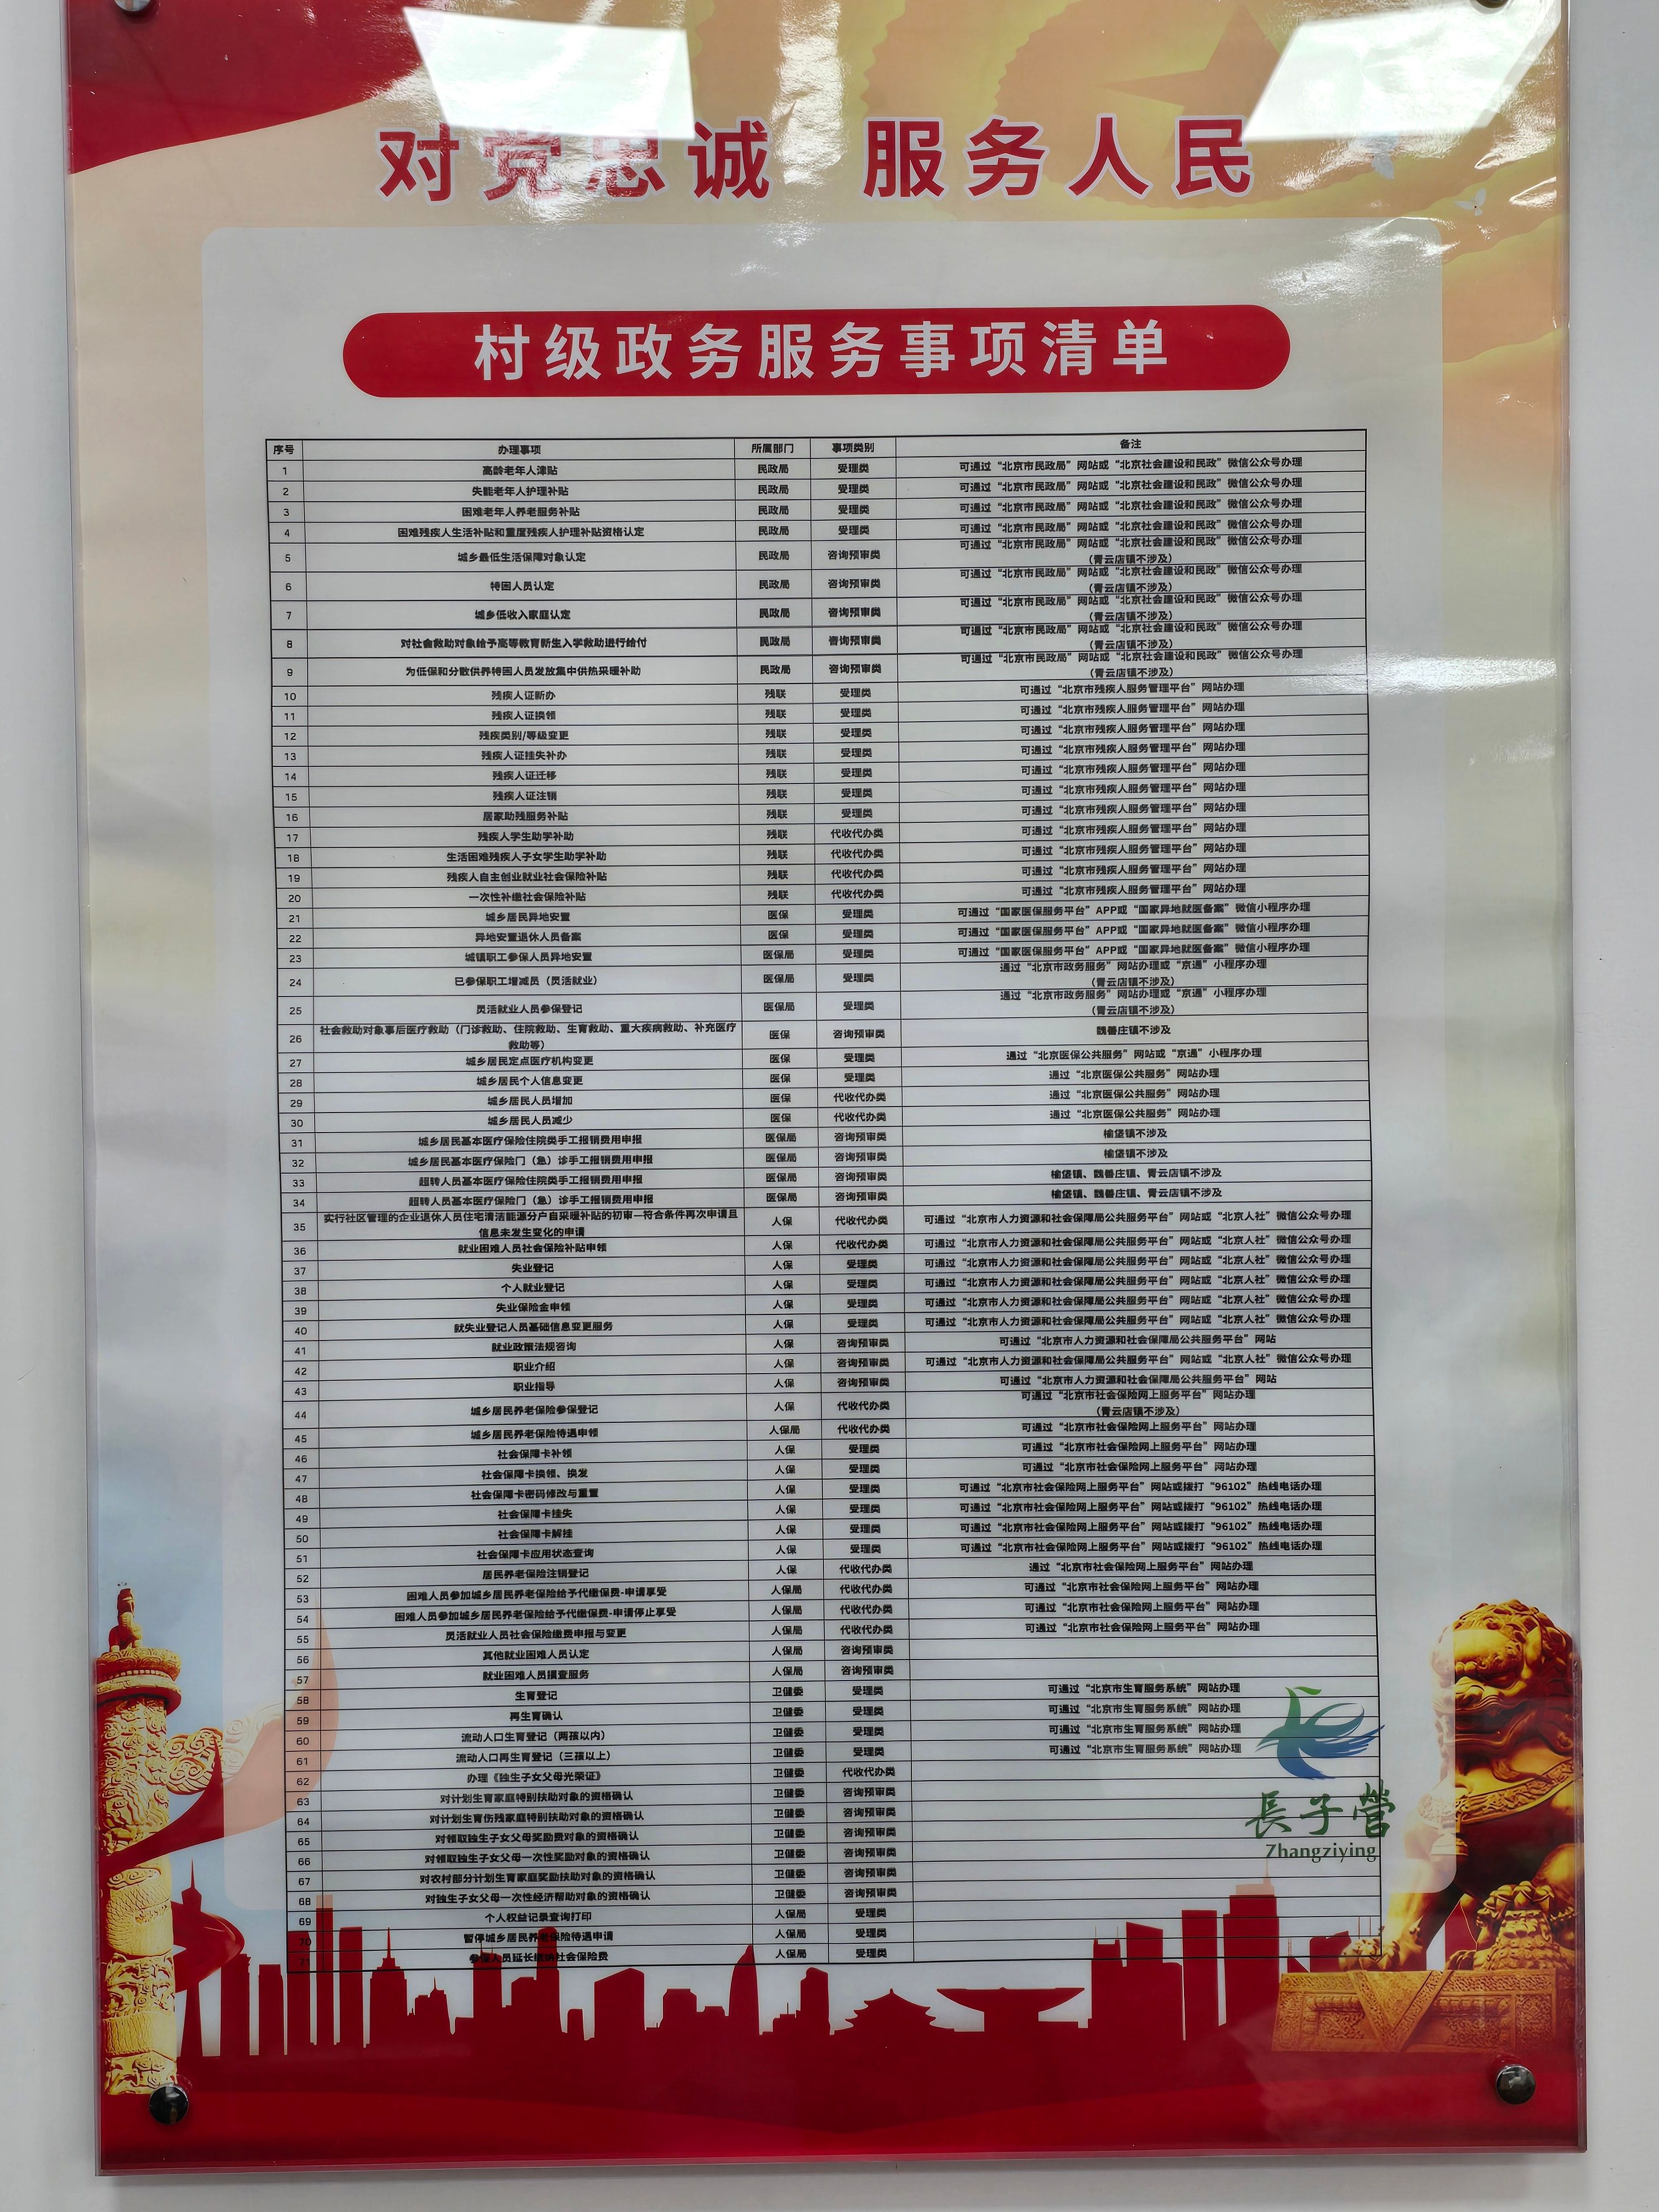 对党忠诚 服务人民
村级政务服务事项清单
序号 办理事项 所属部门 事项类别 备注
1 高龄老年人津贴 民政局 受理类 可通过“北京市民政局”网站或“北京社会建设和民政”微信公众号办理
2 失能老年人护理补贴 民政局 受理类 可通过“北京市民政局”网站或“北京社会建设和民政”微信公众号办理
3 困难老年人养老服务补贴 民政局 受理类 可通过“北京市民政局”网站或“北京社会建设和民政”微信公众号办理
4 困难残疾人生活补贴和重度残疾人护理补贴资格认定 民政局 受理类 可通过“北京市民政局”网站或“北京社会建设和民政”微信公众号办理
5 城乡最低生活保障对象认定 民政局 咨询预审类 可通过“北京市民政局”网站或“北京社会建设和民政”微信公众号办理
（青云店镇不涉及）
6 特困人员认定 民政局 咨询预审类 可通过“北京市民政局”网站或“北京社会建设和民政”微信公众号办理
（青云店镇不涉及）
7 城乡低收入家庭认定 民政局 咨询预审类 可通过“北京市民政局”网站或“北京社会建设和民政”微信公众号办理
（青云店镇不涉及）
8 对社会救助对象给予高等教育新生入学救助进行给付 民政局 咨询预审类 可通过“北京市民政局”网站或“北京社会建设和民政”微信公众号办理
（青云店镇不涉及）
9 为低保和分散供养特困人员发放集中供热采暖补助 民政局 咨询预审类 可通过“北京市民政局”网站或“北京社会建设和民政”微信公众号办理
（青云店镇不涉及）
10 残疾人证新办 残联 受理类 可通过“北京市残疾人服务管理平台”网站办理
11 残疾人证换领 残联 受理类 可通过“北京市残疾人服务管理平台”网站办理
12 残疾类别/等级变更 残联 受理类 可通过“北京市残疾人服务管理平台”网站办理
13 残疾人证挂失补办 残联 受理类 可通过“北京市残疾人服务管理平台”网站办理
14 残疾人证迁移 残联 受理类 可通过“北京市残疾人服务管理平台”网站办理
15 残疾人证注销 残联 受理类 可通过“北京市残疾人服务管理平台”网站办理
16 居家助残服务补贴 残联 受理类 可通过“北京市残疾人服务管理平台”网站办理
17 残疾人学生助学补助 残联 代收代办类 可通过“北京市残疾人服务管理平台”网站办理
18 生活困难残疾人子女学生助学补助 残联 代收代办类 可通过“北京市残疾人服务管理平台”网站办理
19 残疾人自主创业就业社会保险补贴 残联 代收代办类 可通过“北京市残疾人服务管理平台”网站办理
20 一次性补缴社会保险补贴 残联 代收代办类 可通过“北京市残疾人服务管理平台”网站办理
21 城乡居民异地安置 医保 受理类 可通过“国家医保服务平台”APP或“国家异地就医备案”微信小程序办理
22 异地安置退休人员备案 医保 受理类 可通过“国家医保服务平台”APP或“国家异地就医备案”微信小程序办理
23 城镇职工参保人员异地安置 医保局 受理类 可通过“国家医保服务平台”APP或“国家异地就医备案”微信小程序办理
24 已参保职工增减员（灵活就业） 医保局 受理类 通过“北京市政务服务”网站办理或“京通”小程序办理
（青云店镇不涉及）
25 灵活就业人员参保登记 医保局 受理类 通过“北京市政务服务”网站办理或“京通”小程序办理
（青云店镇不涉及）
26 社会救助对象事后医疗救助（门诊救助、住院救助、生育救助、重大疾病救助、补充医疗
救助等） 医保 咨询预审类 魏善庄镇不涉及
27 城乡居民定点医疗机构变更 医保 受理类 通过“北京医保公共服务”网站或“京通”小程序办理
28 城乡居民个人信息变更 医保 受理类 通过“北京医保公共服务”网站办理
29 城乡居民人员增加 医保 代收代办类 通过“北京医保公共服务”网站办理
30 城乡居民人员减少 医保 代收代办类 通过“北京医保公共服务”网站办理
31 城乡居民基本医疗保险住院类手工报销费用申报 医保局 咨询预审类 榆垡镇不涉及
32 城乡居民基本医疗保险门（急）诊手工报销费用申报 医保局 咨询预审类 榆垡镇不涉及
33 超转人员基本医疗保险住院类手工报销费用申报 医保局 咨询预审类 榆垡镇、魏善庄镇、青云店镇不涉及
34 超转人员基本医疗保险门（急）诊手工报销费用申报 医保局 咨询预审类 榆垡镇、魏善庄镇、青云店镇不涉及
35 实行社区管理的企业退休人员住宅清洁能源分户自采暖补贴的初审—符合条件再次申请且
信息未发生变化的申请 人保 代收代办类 可通过“北京市人力资源和社会保障局公共服务平台”网站或“北京人社”微信公众号办理
36 就业困难人员社会保险补贴申领 人保 代收代办类 可通过“北京市人力资源和社会保障局公共服务平台”网站或“北京人社”微信公众号办理
37 失业登记 人保 受理类 可通过“北京市人力资源和社会保障局公共服务平台”网站或“北京人社”微信公众号办理
38 个人就业登记 人保 受理类 可通过“北京市人力资源和社会保障局公共服务平台”网站或“北京人社”微信公众号办理
39 失业保险金申领 人保 受理类 可通过“北京市人力资源和社会保障局公共服务平台”网站或“北京人社”微信公众号办理
40 就失业登记人员基础信息变更服务 人保 受理类 可通过“北京市人力资源和社会保障局公共服务平台”网站或“北京人社”微信公众号办理
41 就业政策法规咨询 人保 咨询预审类 可通过“北京市人力资源和社会保障局公共服务平台”网站
42 职业介绍 人保 咨询预审类 可通过“北京市人力资源和社会保障局公共服务平台”网站或“北京人社”微信公众号办理
43 职业指导 人保 咨询预审类 可通过“北京市人力资源和社会保障局公共服务平台”网站
44 城乡居民养老保险参保登记 人保 代收代办类 可通过“北京市社会保险网上服务平台”网站办理
（青云店镇不涉及）
45 城乡居民养老保险待遇申领 人保局 代收代办类 可通过“北京市社会保险网上服务平台”网站办理
46 社会保障卡补领 人保 受理类 可通过“北京市社会保险网上服务平台”网站办理
47 社会保障卡换领、换发 人保 受理类 可通过“北京市社会保险网上服务平台”网站办理
48 社会保障卡密码修改与重置 人保 受理类 可通过“北京市社会保险网上服务平台”网站或拨打“96102”热线电话办理
49 社会保障卡挂失 人保 受理类 可通过“北京市社会保险网上服务平台”网站或拨打“96102”热线电话办理
50 社会保障卡解挂 人保 受理类 可通过“北京市社会保险网上服务平台”网站或拨打“96102”热线电话办理
51 社会保障卡应用状态查询 人保 受理类 可通过“北京市社会保险网上服务平台”网站或拨打“96102”热线电话办理
52 居民养老保险注销登记 人保 代收代办类 通过“北京市社会保险网上服务平台”网站办理
53 困难人员参加城乡居民养老保险给予代缴保费-申请享受 人保局 代收代办类 可通过“北京市社会保险网上服务平台”网站办理
54 困难人员参加城乡居民养老保险给予代缴保费-申请停止享受 人保局 代收代办类 可通过“北京市社会保险网上服务平台”网站办理
55 灵活就业人员社会保险缴费申报与变更 人保局 代收代办类 可通过“北京市社会保险网上服务平台”网站办理
56 其他就业困难人员认定 人保局 咨询预审类
57 就业困难人员摸查服务 人保局 咨询预审类
58 生育登记 卫健委 受理类 可通过“北京市生育服务系统”网站办理
59 再生育确认 卫健委 受理类 可通过“北京市生育服务系统”网站办理
60 流动人口生育登记（两孩以内） 卫健委 受理类 可通过“北京市生育服务系统”网站办理
61 流动人口再生育登记（三孩以上） 卫健委 受理类 可通过“北京市生育服务系统”网站办理
62 办理《独生子女父母光荣证》 卫健委 代收代办类
63 对计划生育家庭特别扶助对象的资格确认 卫健委 咨询预审类
64 对计划生育伤残家庭特别扶助对象的资格确认 卫健委 咨询预审类
65 对领取独生子女父母奖励费对象的资格确认 卫健委 咨询预审类
66 对领取独生子女父母一次性奖励对象的资格确认 卫健委 咨询预审类
67 对农村部分计划生育家庭奖励扶助对象的资格确认 卫健委 咨询预审类
68 对独生子女父母一次性经济帮助对象的资格确认 卫健委 咨询预审类
69 个人权益记录查询打印 人保局 受理类
70 暂停城乡居民养老保险待遇申请 人保局 受理类
71 参保人员延长缴纳社会保险费 人保局 受理类
長子營
Zhangziying